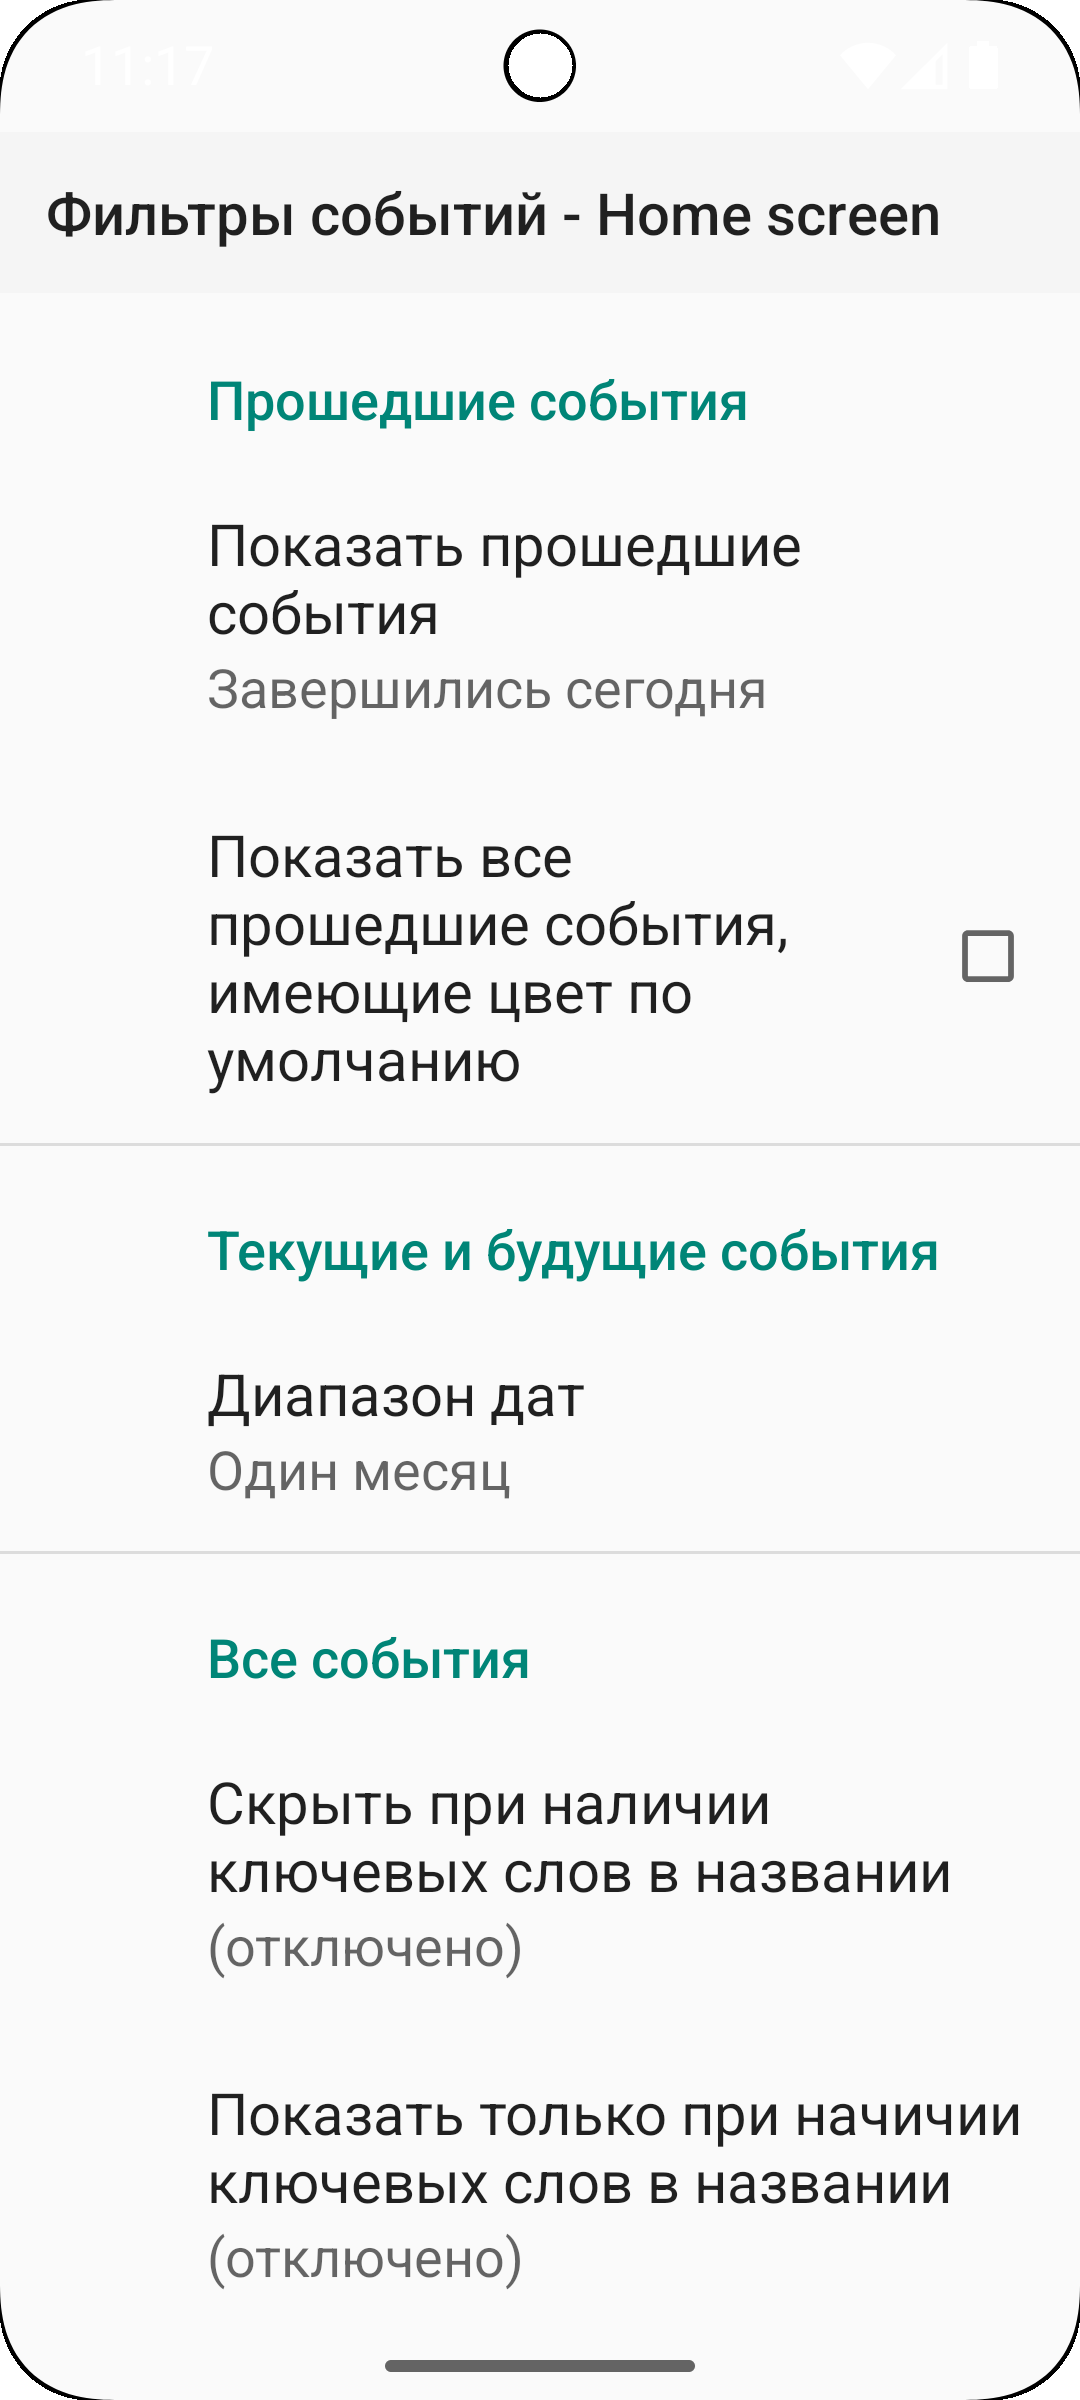 11:17
Фильтры событий - Home screen
Прошедшие события
Показать прошедшие
события
Завершились сегодня
Показать все
прошедшие события,
имеющие цвет по
умолчанию
Текущие и будущие события
Диапазон дат
Один месяц
Все события
Скрыть при наличии
ключевых слов в названии
(отключено)
Показать только при начичии
ключевых слов в названии
(отключено)